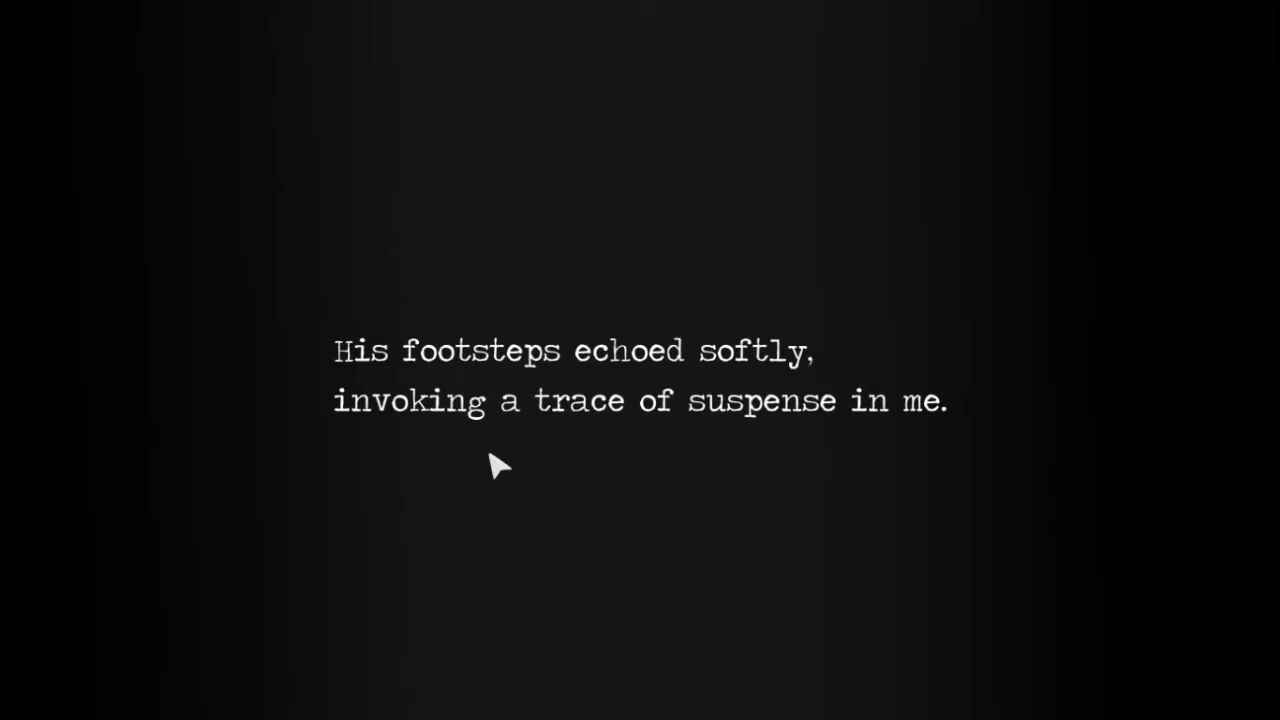 His footsteps echoed softly,
invoking a trace of suspense in me.